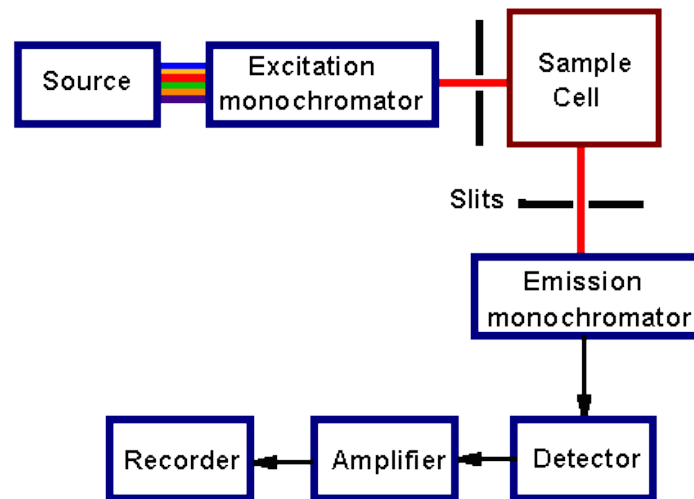 Source
Excitation
monochromator
Sample
Cell
Slits
Emission
monochromator
Recorder
Amplifier
Detector